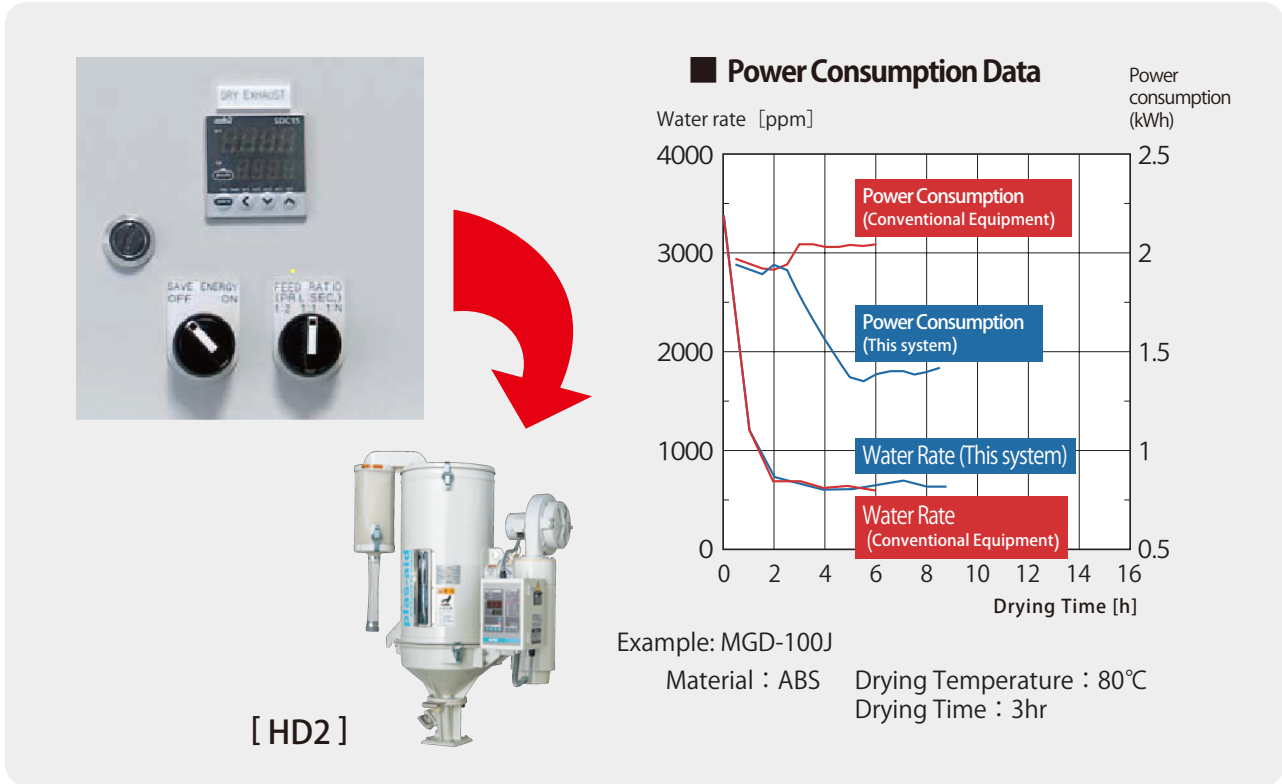 DRY EXHAUST
SDC15
SAVE ENERGY
OFF ON
FEED RATIO
(PRI. SEC.)
1:2 1:1 1:N
plas-aid
[ HD2 ]
■ Power Consumption Data
Water rate [ppm]
Power
consumption
(kWh)
4000
3000
2000
1000
0
2.5
2
1.5
1
0.5
Power Consumption
(Conventional Equipment)
Power Consumption
(This system)
Water Rate (This system)
Water Rate
(Conventional Equipment)
0 2 4 6 8 10 12 14 16
Drying Time [h]
Example: MGD-100J
Material：ABS Drying Temperature：80℃
Drying Time：3hr